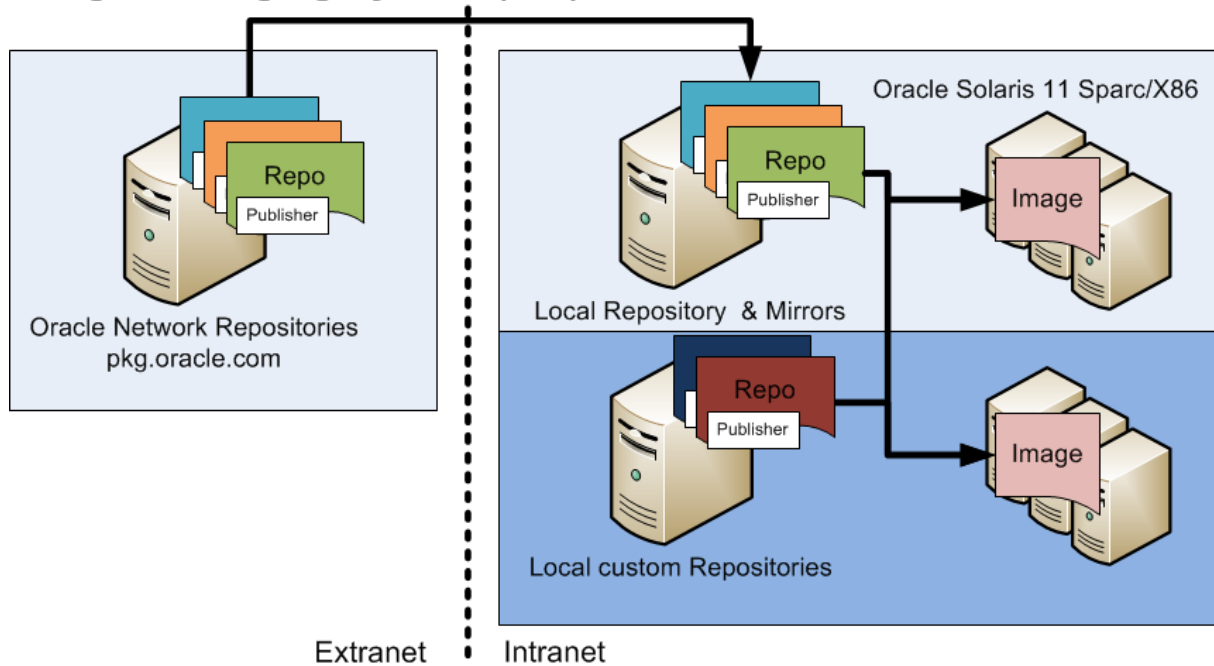 Repo
Publisher
Oracle Network Repositories
pkg.oracle.com
Oracle Solaris 11 Sparc/X86
Repo
Publisher
Image
Local Repository & Mirrors
Repo
Publisher
Image
Local custom Repositories
Extranet
Intranet